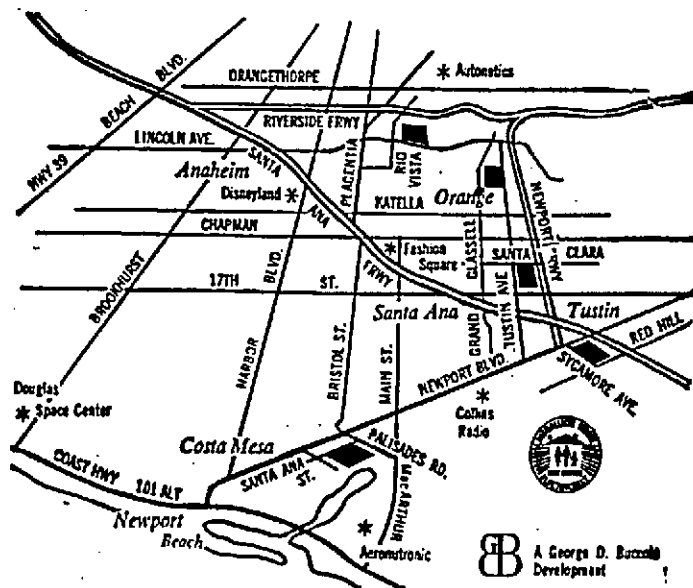 ORANGETHORPE
* Autonetics
BEACH BLVD.
RIVERSIDE FRWY
LINCOLN AVE.
HWY 39
Anaheim
SANTA ANA FRWY
PLACENTIA
RIO VISTA
Disneyland *
Orange
KATELLA
CHAPMAN
NEWPORT
GLASSELL
* Fashion Square
SANTA CLARA
BROOKHURST
HARBOR BLVD.
17TH ST.
Santa Ana
Tustin
GRAND
TUSTIN AVE
RED HILL
BRISTOL ST.
MAIN ST.
NEWPORT BLVD.
SYCAMORE AVE.
Douglas
* Space Center
*
Collins
Radio
Costa Mesa
PALISADES RD.
COAST HWY 101 ALT
SANTA ANA ST.
MacARTHUR
Newport
Beach
*
Aeronutronic
A George D.
Development